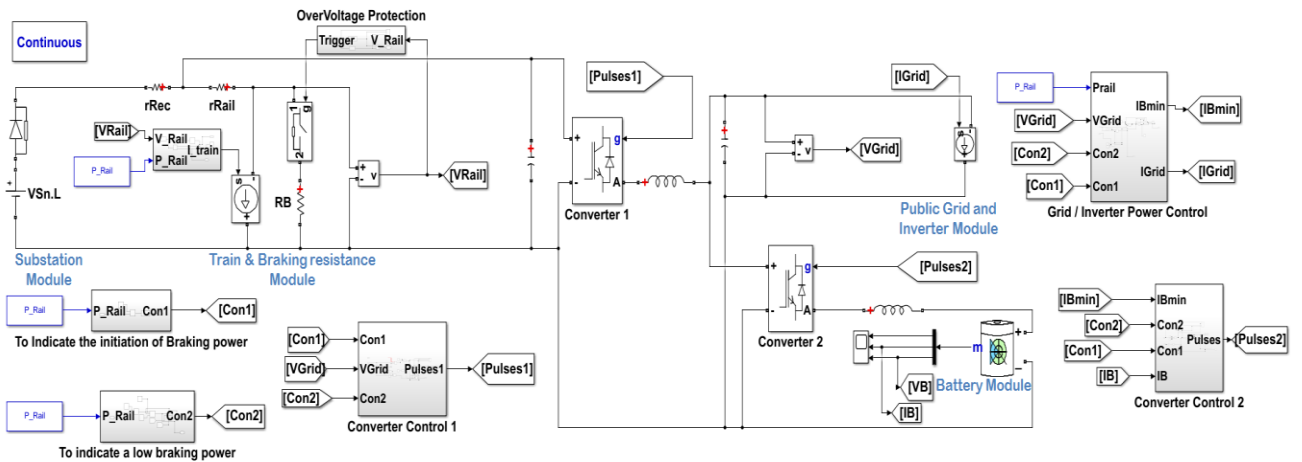 OverVoltage Protection
Continuous
Trigger V_Rail
rRec
rRail
[VRail]
V_Rail
P_Rail
I_train
P_Rail
s
g
1
2
RB
+
-
v
[VRail]
VSn.L
Substation
Module
Train & Braking resistance
Module
[Pulses1]
+
-
g
A
Converter 1
[IGrid]
+
-
v
[VGrid]
s
Public Grid and
Inverter Module
P_Rail
[VGrid]
[Con2]
[Con1]
Prail
VGrid
Con2
Con1
IBmin
IGrid
[IBmin]
[IGrid]
Grid / Inverter Power Control
+
-
g
A
Converter 2
[Pulses2]
m
+
_
[VB]
[IB]
Battery Module
P_Rail
P_Rail Con1
[Con1]
To Indicate the initiation of Braking power
P_Rail
P_Rail Con2
[Con2]
To indicate a low braking power
[Con1]
[VGrid]
[Con2]
Con1
VGrid
Con2
Pulses1
[Pulses1]
Converter Control 1
[IBmin]
[Con2]
[Con1]
[IB]
IBmin
Con2
Con1
IB
Pulses
[Pulses2]
Converter Control 2